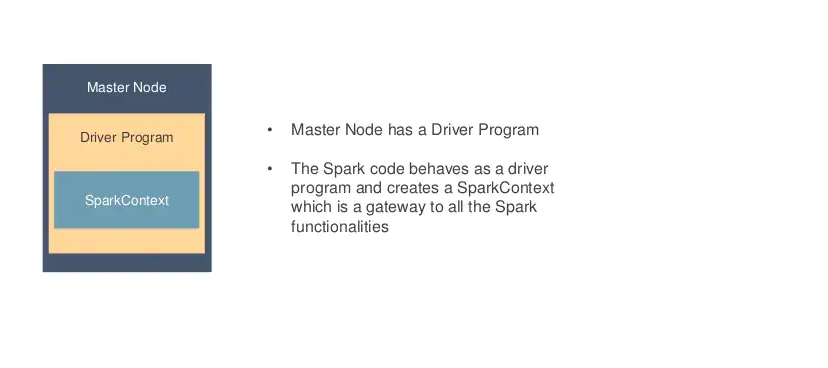 Master Node
Driver Program
SparkContext
• Master Node has a Driver Program
• The Spark code behaves as a driver
program and creates a SparkContext
which is a gateway to all the Spark
functionalities